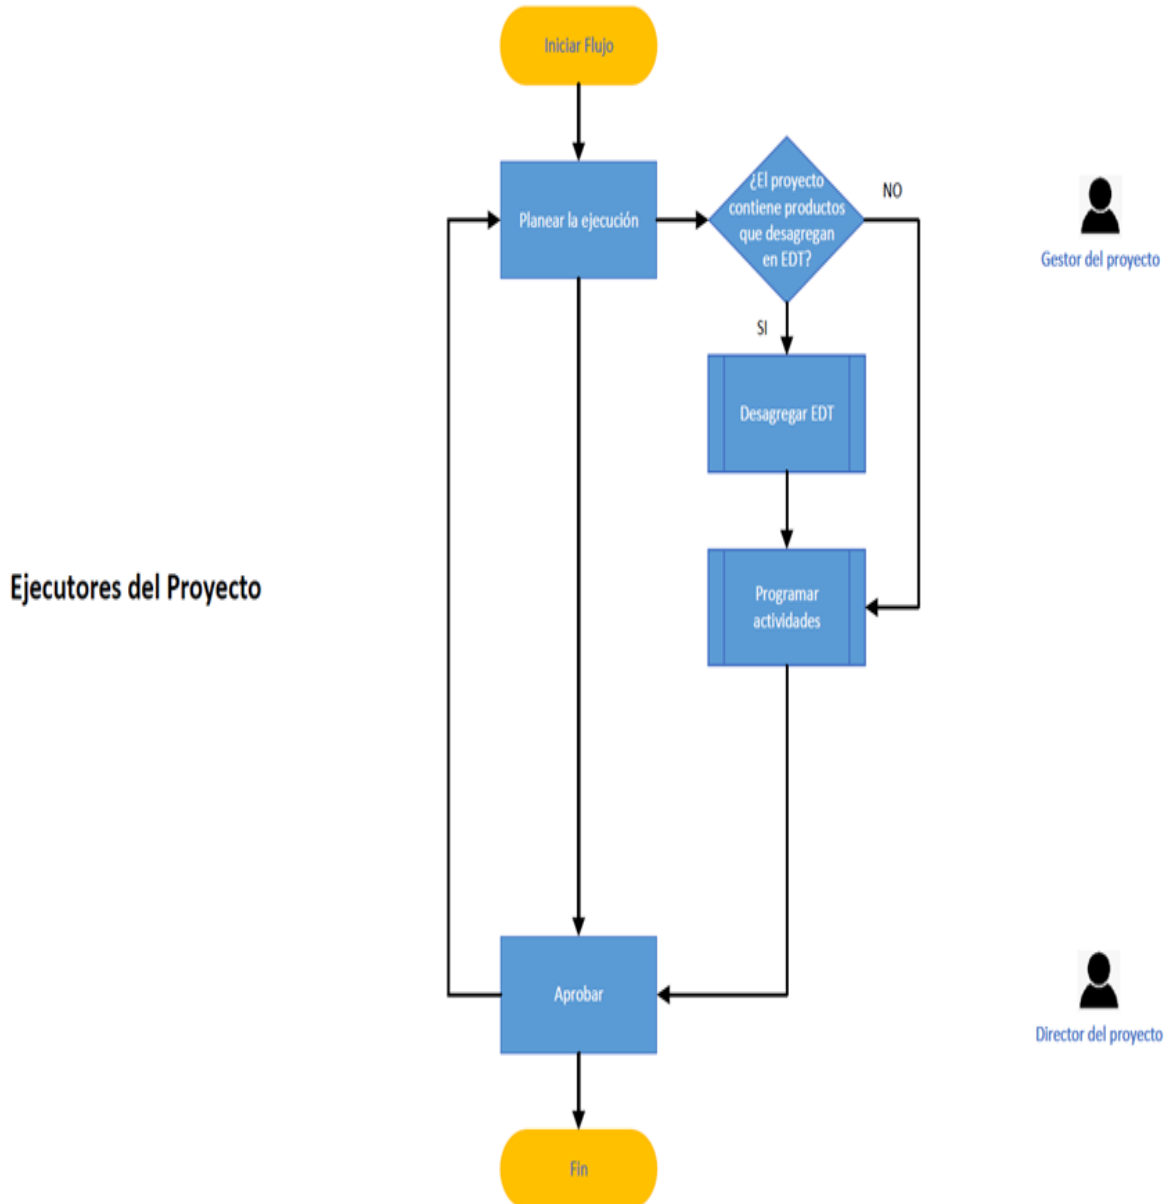 Iniciar Flujo
Planear la ejecución
¿El proyecto
contiene productos
que desagregan
en EDT?
NO
Gestor del proyecto
SI
Desagregar EDT
Ejecutores del Proyecto
Programar
actividades
Aprobar
Director del proyecto
Fin